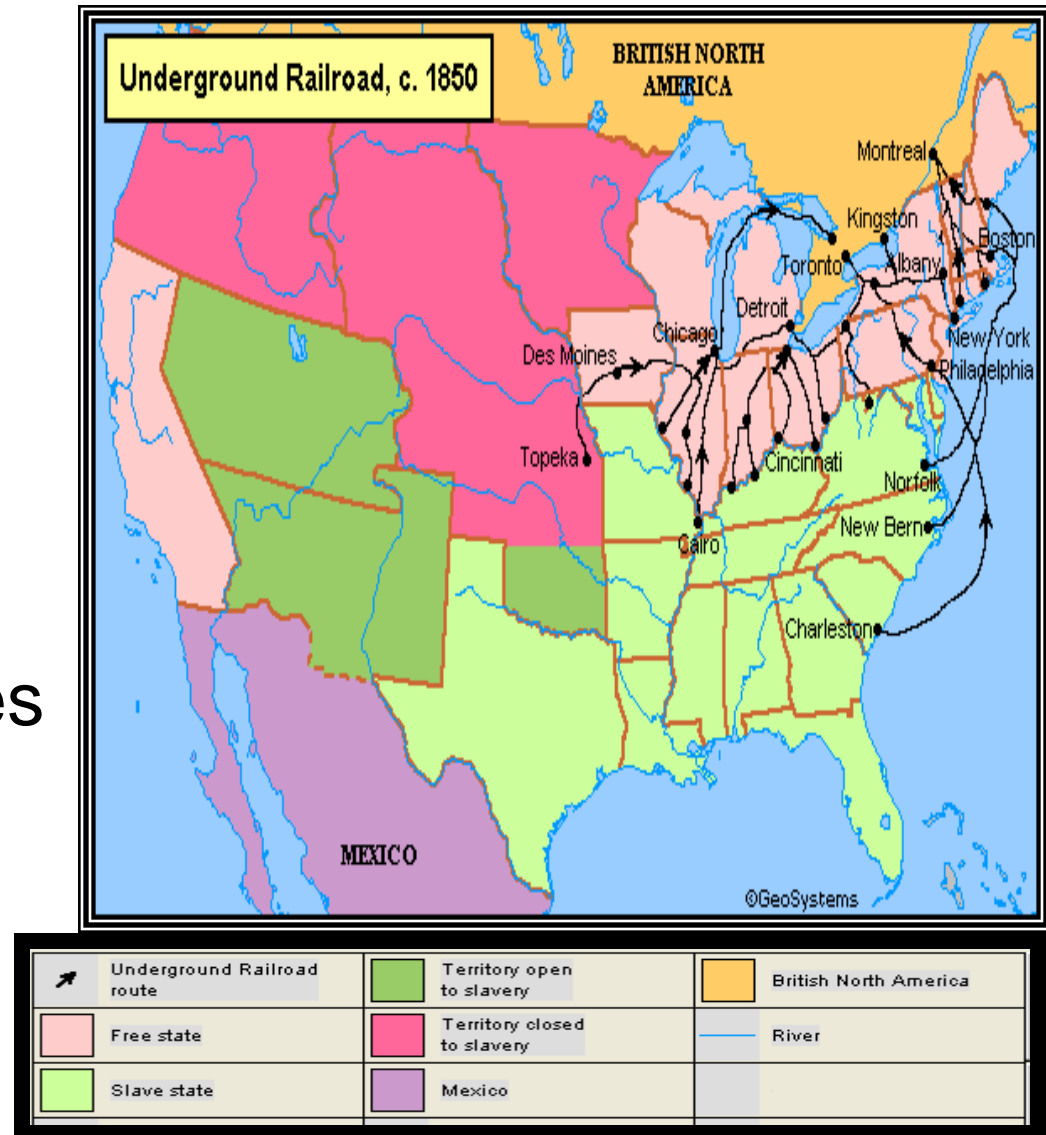 Underground Railroad, c. 1850
BRITISH NORTH
AMERICA
Montreal
Kingston
Boston
Toronto
Albany
Detroit
Chicago
New York
Des Moines
Philadelphia
Topeka
Cincinnati
Norfolk
New Bern
Cairo
Charleston
es
MEXICO
©GeoSystems
Underground Railroad
route
Territory open
to slavery
British North America
Free state
Territory closed
to slavery
River
Slave state
Mexico